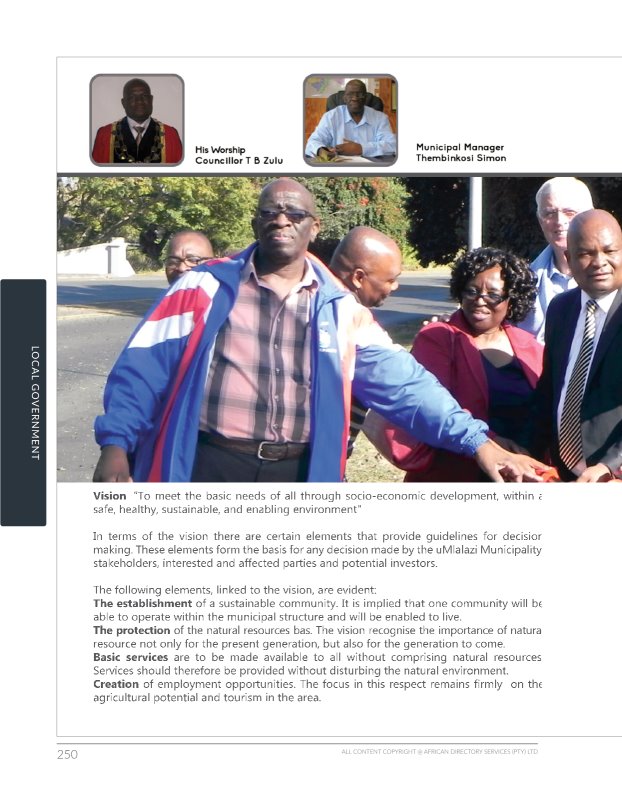 His Worship
Councillor T B Zulu
Municipal Manager
Thembinkosi Simon
LOCAL GOVERNMENT
Vision "To meet the basic needs of all through socio-economic development, within a
safe, healthy, sustainable, and enabling environment"
In terms of the vision there are certain elements that provide guidelines for decision
making. These elements form the basis for any decision made by the uMlalazi Municipality
stakeholders, interested and affected parties and potential investors.
The following elements, linked to the vision, are evident:
The establishment of a sustainable community. It is implied that one community will be
able to operate within the municipal structure and will be enabled to live.
The protection of the natural resources bas. The vision recognise the importance of natura
resource not only for the present generation, but also for the generation to come.
Basic services are to be made available to all without comprising natural resources
Services should therefore be provided without disturbing the natural environment.
Creation of employment opportunities. The focus in this respect remains firmly on the
agricultural potential and tourism in the area.
250
ALL CONTENT COPYRIGHT @ AFRICAN DIRECTORY SERVICES (PTY) LTD